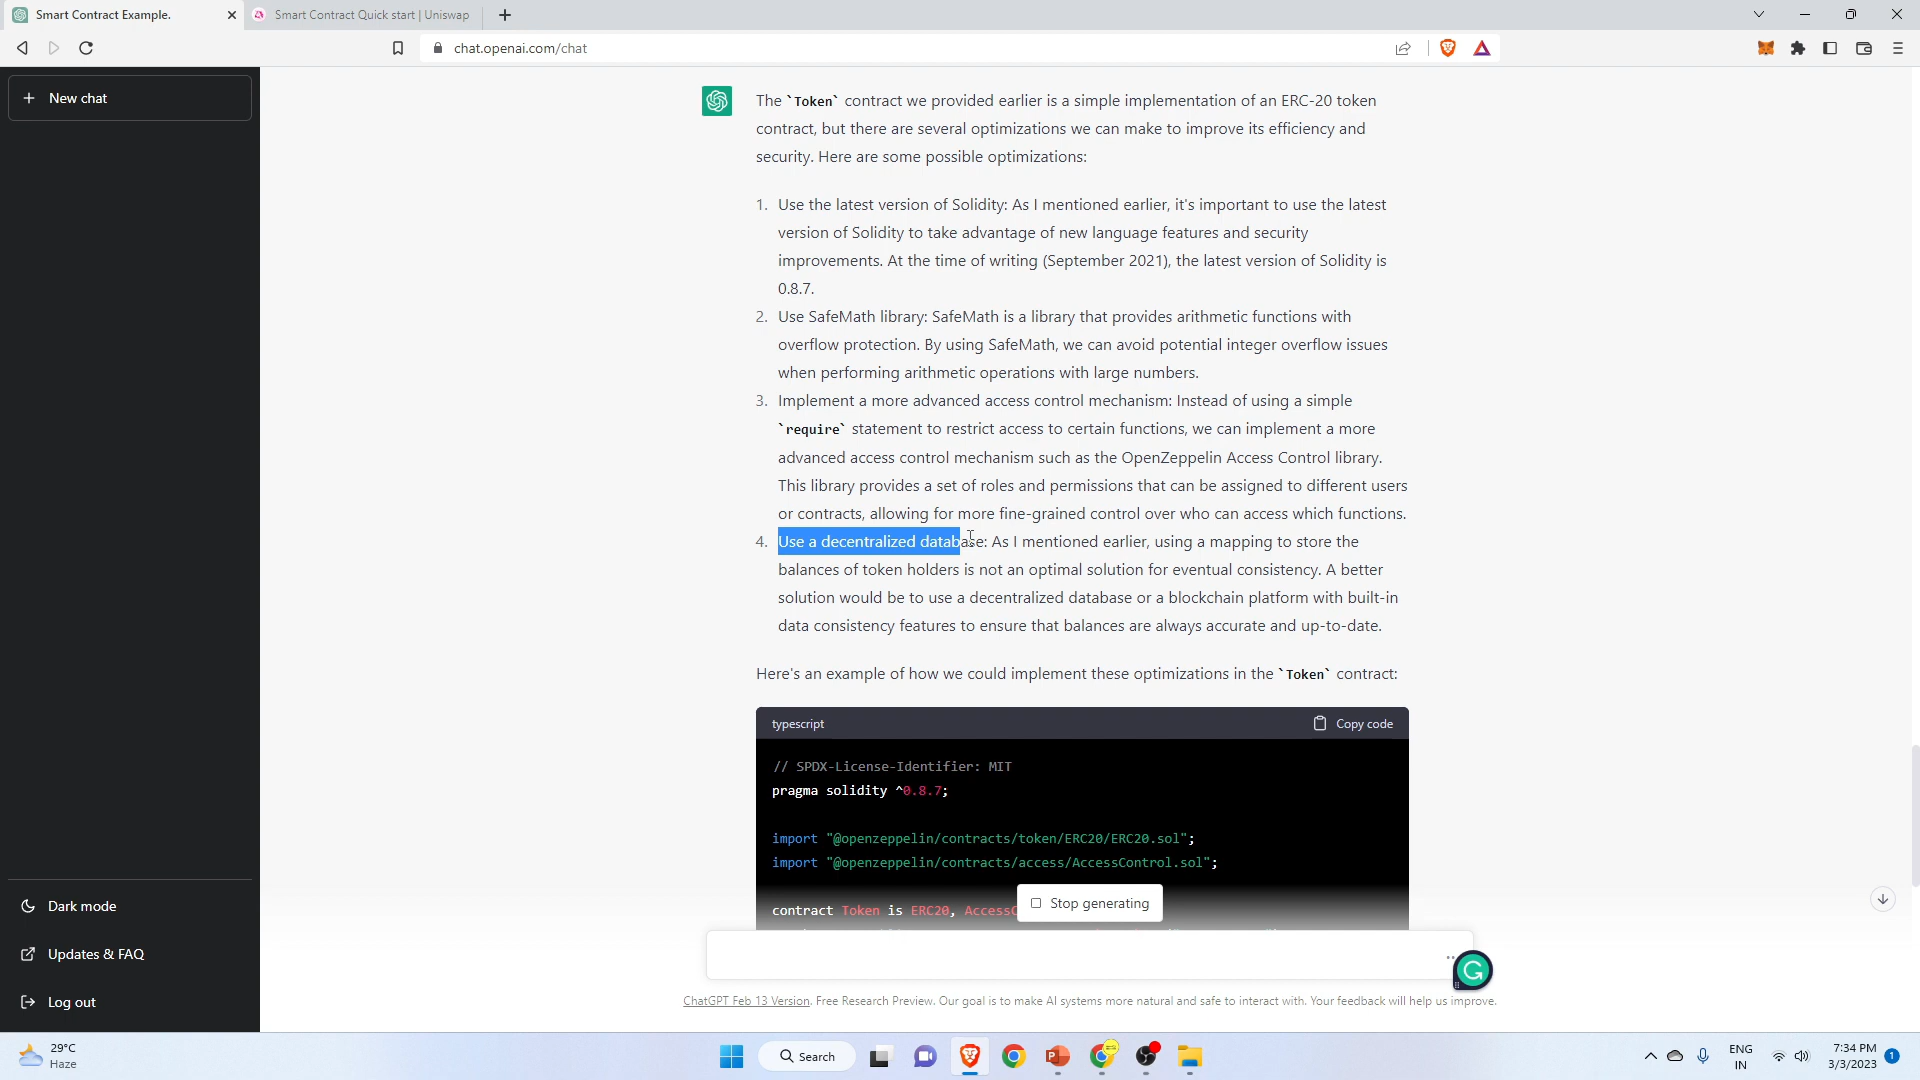 Smart Contract Example.
Smart Contract Quick start | Uniswap
chat.openai.com/chat
New chat
The `Token` contract we provided earlier is a simple implementation of an ERC-20 token
contract, but there are several optimizations we can make to improve its efficiency and
security. Here are some possible optimizations:
1. Use the latest version of Solidity: As I mentioned earlier, it's important to use the latest
version of Solidity to take advantage of new language features and security
improvements. At the time of writing (September 2021), the latest version of Solidity is
0.8.7.
2. Use SafeMath library: SafeMath is a library that provides arithmetic functions with
overflow protection. By using SafeMath, we can avoid potential integer overflow issues
when performing arithmetic operations with large numbers.
3. Implement a more advanced access control mechanism: Instead of using a simple
`require` statement to restrict access to certain functions, we can implement a more
advanced access control mechanism such as the OpenZeppelin Access Control library.
This library provides a set of roles and permissions that can be assigned to different users
or contracts, allowing for more fine-grained control over who can access which functions.
4. Use a decentralized database: As I mentioned earlier, using a mapping to store the
balances of token holders is not an optimal solution for eventual consistency. A better
solution would be to use a decentralized database or a blockchain platform with built-in
data consistency features to ensure that balances are always accurate and up-to-date.
Here's an example of how we could implement these optimizations in the `Token` contract:
typescript
Copy code
// SPDX-License-Identifier: MIT
pragma solidity ^0.8.7;
import "@openzeppelin/contracts/token/ERC20/ERC20.sol";
import "@openzeppelin/contracts/access/AccessControl.sol";
contract Token is ERC20, AccessC
Stop generating
Dark mode
Updates & FAQ
Log out
ChatGPT Feb 13 Version. Free Research Preview. Our goal is to make AI systems more natural and safe to interact with. Your feedback will help us improve.
29°C
Haze
Search
ENG
IN
7:34 PM
3/3/2023
1